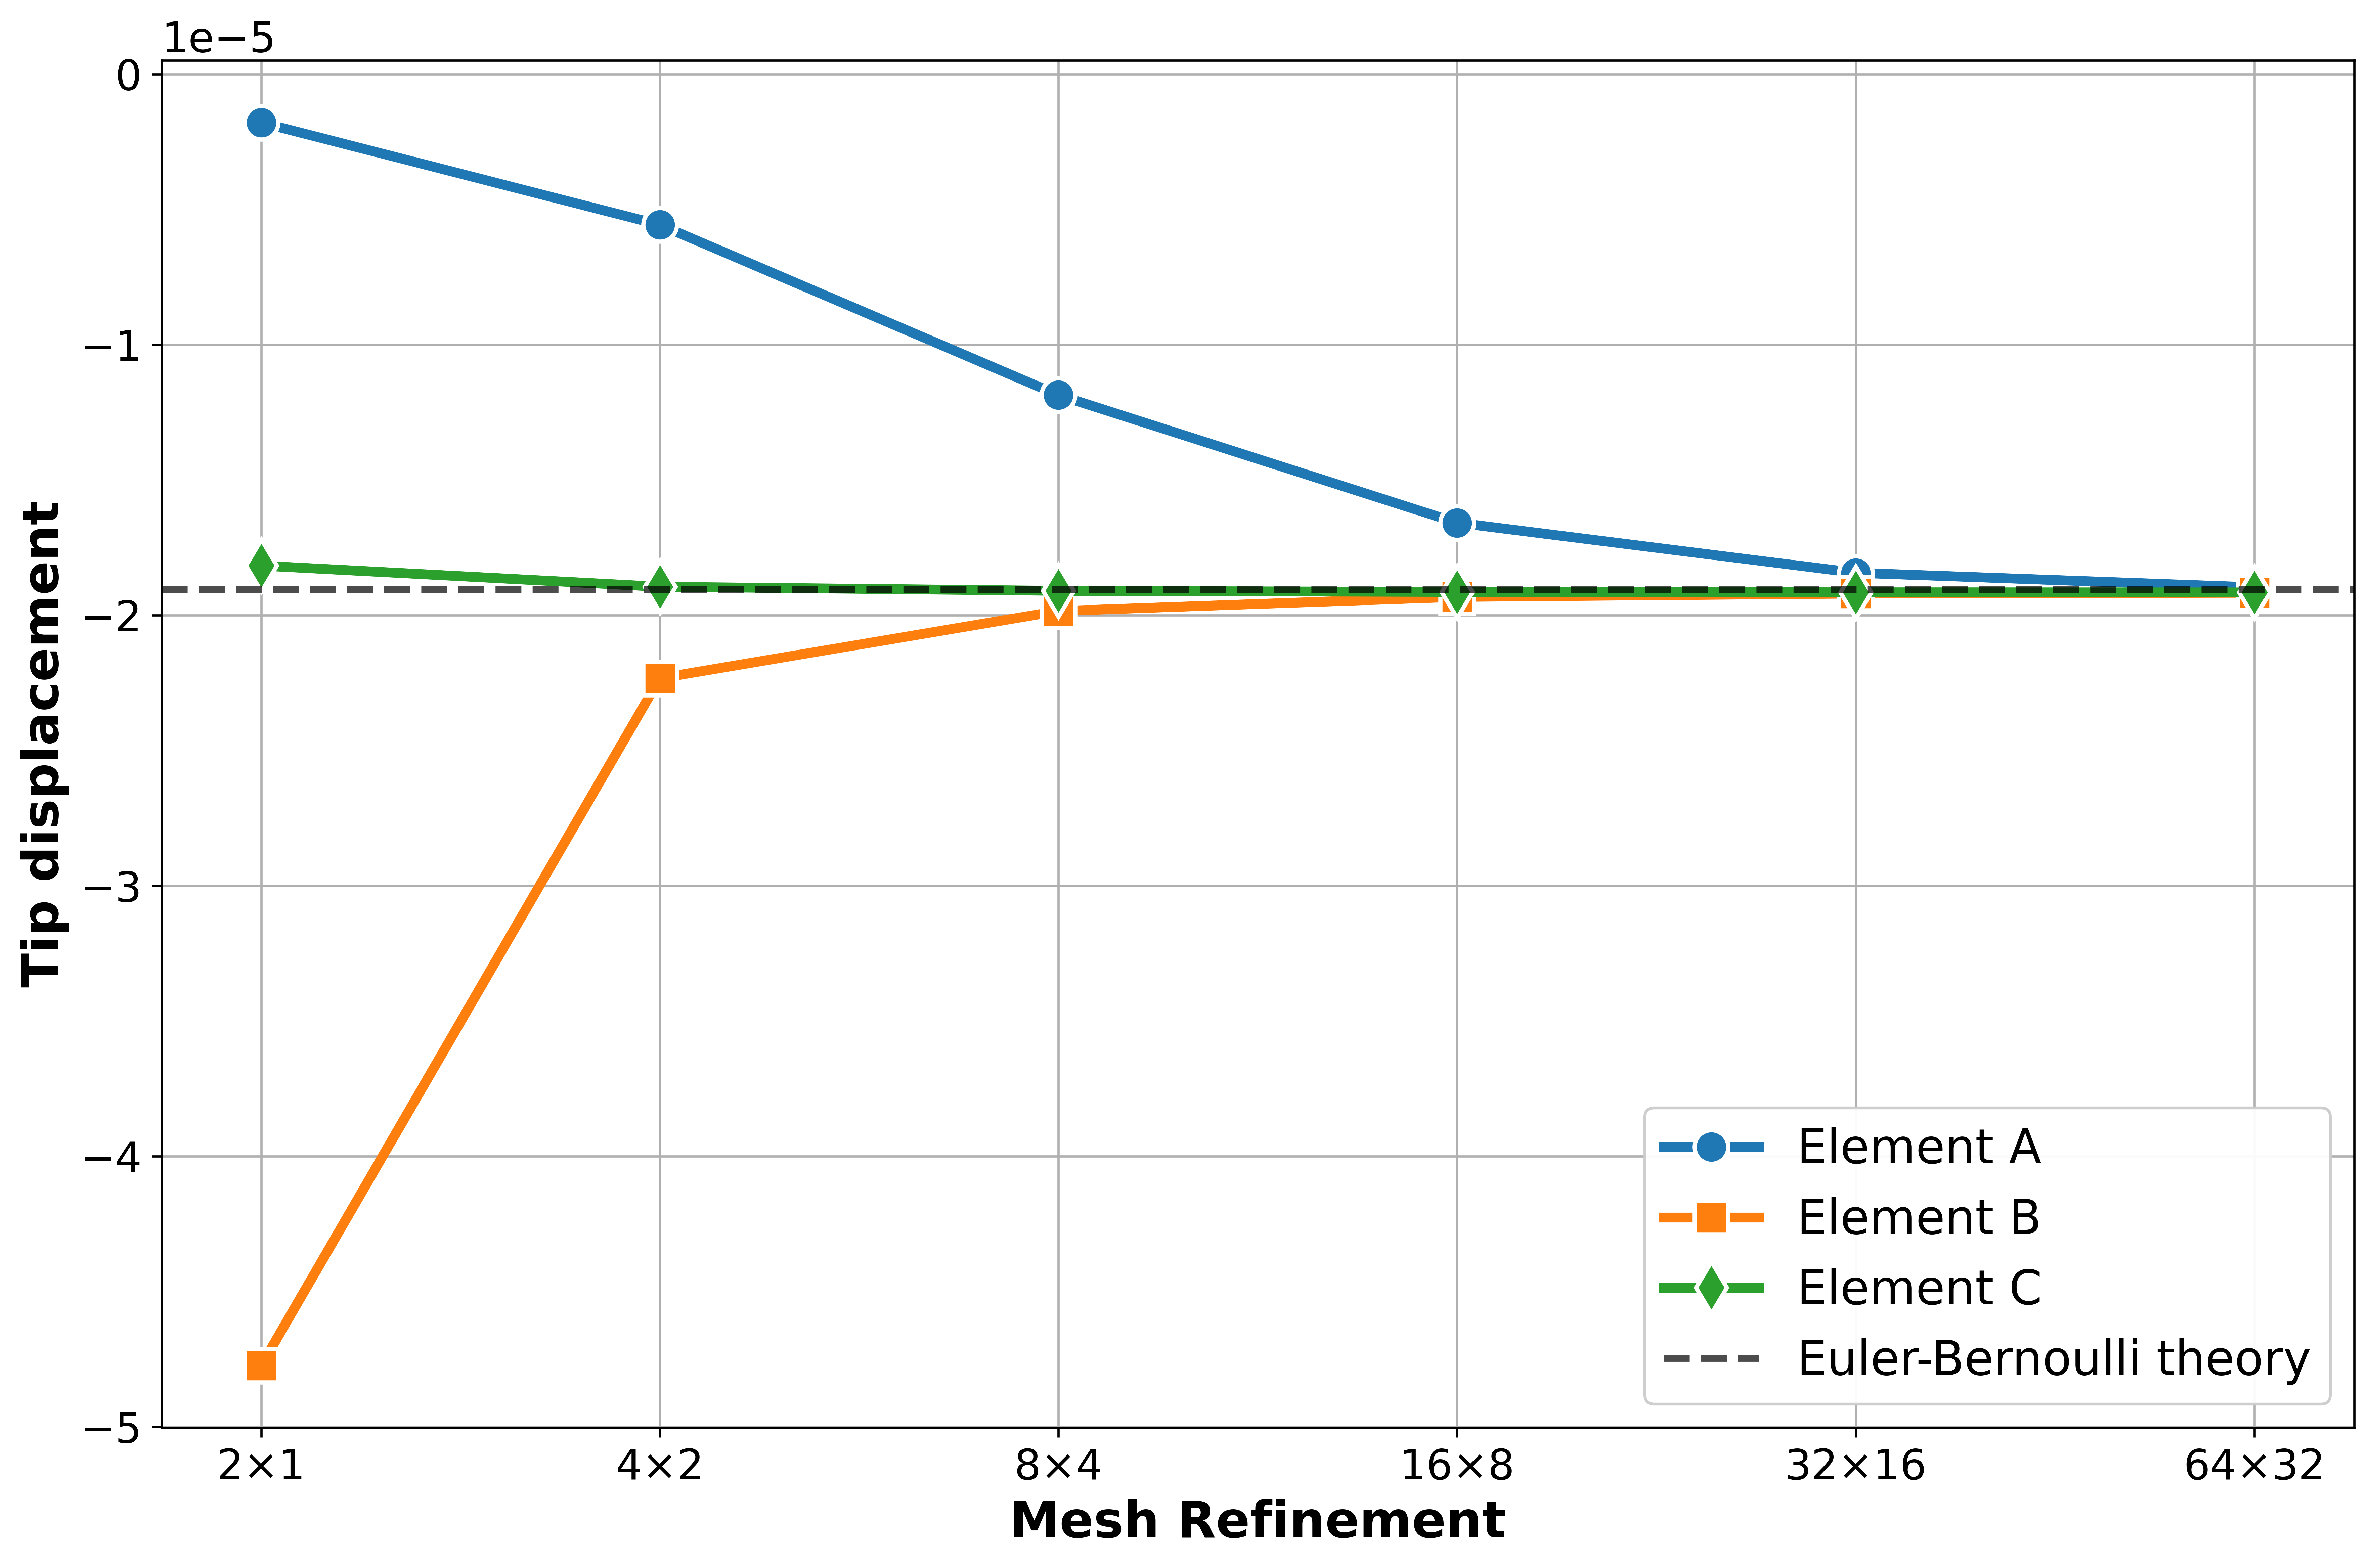 1e−5
0
−1
−2
−3
−4
−5
Tip displacement
2×1
4×2
8×4
16×8
32×16
64×32
Mesh Refinement
Element A
Element B
Element C
Euler-Bernoulli theory